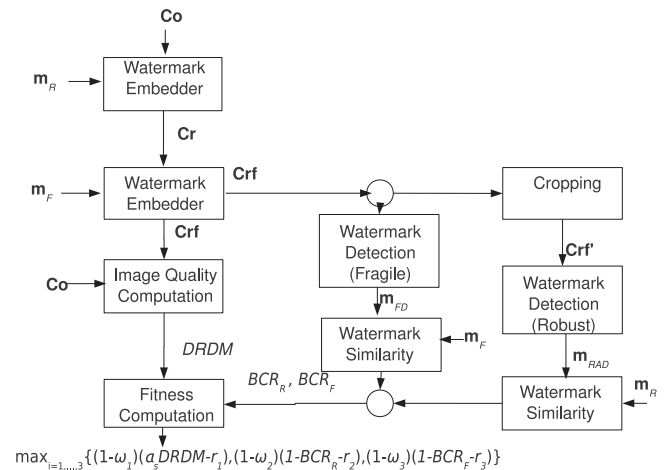 Co
Watermark
Embedder
m_R
Cr
Watermark
Embedder
m_F
Crf
Cropping
Crf
Watermark
Detection
(Fragile)
Crf'
Image Quality
Computation
Co
Watermark
Detection
(Robust)
m_FD
DRDM
Watermark
Similarity
m_F
m_RAD
BCR_R, BCR_F
Fitness
Computation
Watermark
Similarity
m_R
max_{i=1,...,3}{(1-ω_1)(a_s DRDM-r_1),(1-ω_2)(1-BCR_R-r_2),(1-ω_3)(1-BCR_F-r_3)}